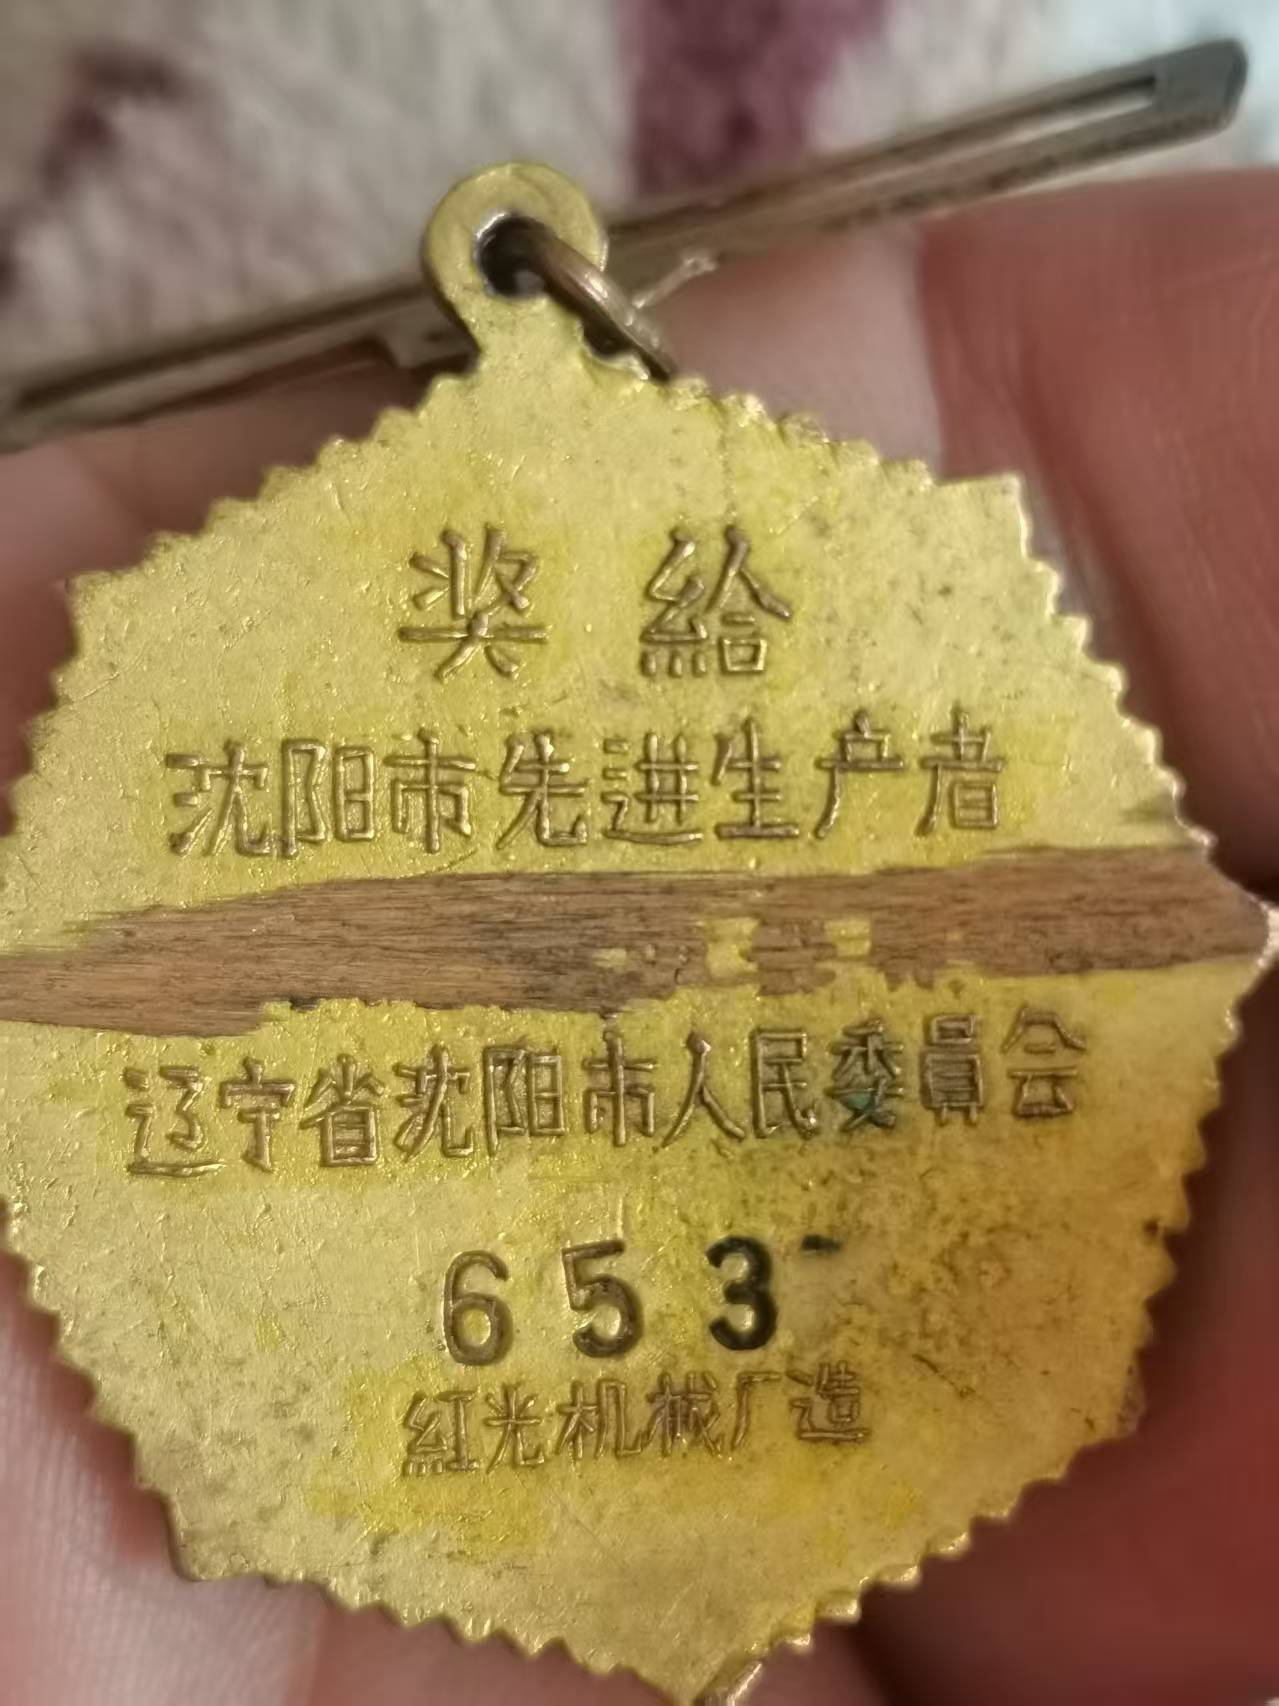 奖 給
沈阳市先进生产者
辽宁省沈阳市人民委員会
653
紅光机械厂造